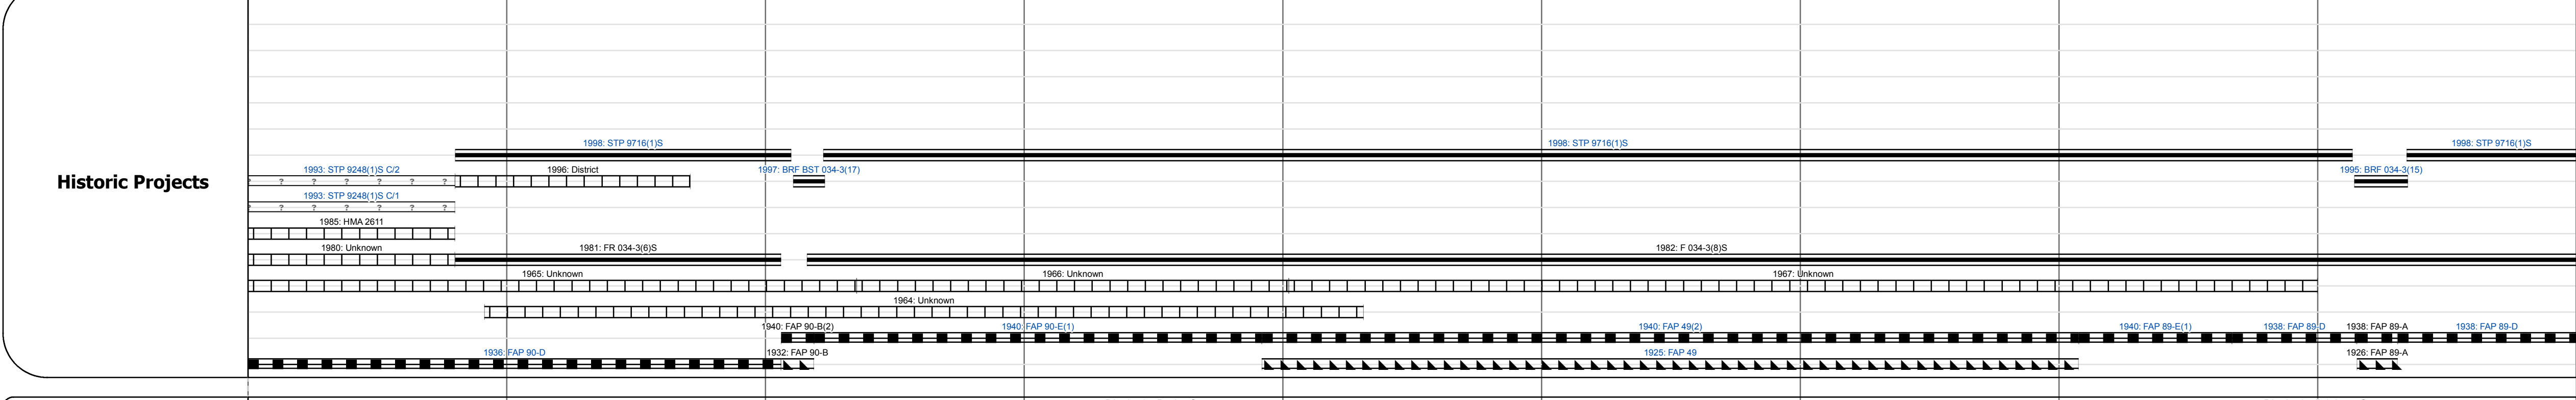 1998: STP 9716(1)S
1998: STP 9716(1)S
1998: STP 9716(1)S
1993: STP 9248(1)S C/2
1996: District
1997: BRF BST 034-3(17)
1995: BRF 034-3(15)
? ? ? ? ? ?
Historic Projects
1993: STP 9248(1)S C/1
? ? ? ? ? ?
1985: HMA 2611
1980: Unknown
1981: FR 034-3(6)S
1982: F 034-3(8)S
1965: Unknown
1966: Unknown
1967: Unknown
1964: Unknown
1940: FAP 90-B(2)
1940: FAP 90-E(1)
1940: FAP 49(2)
1940: FAP 89-E(1)
1938: FAP 89-D
1938: FAP 89-A
1938: FAP 89-D
1936: FAP 90-D
1932: FAP 90-B
1925: FAP 49
1926: FAP 89-A